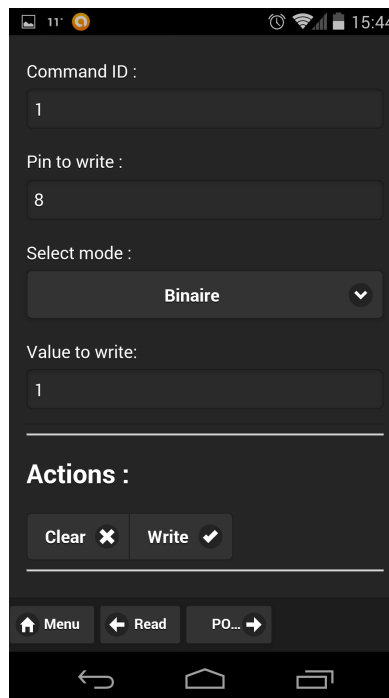 11° 15:44
Command ID :
1
Pin to write :
8
Select mode :
Binaire
Value to write:
1
Actions :
Clear Write
Menu Read PO...